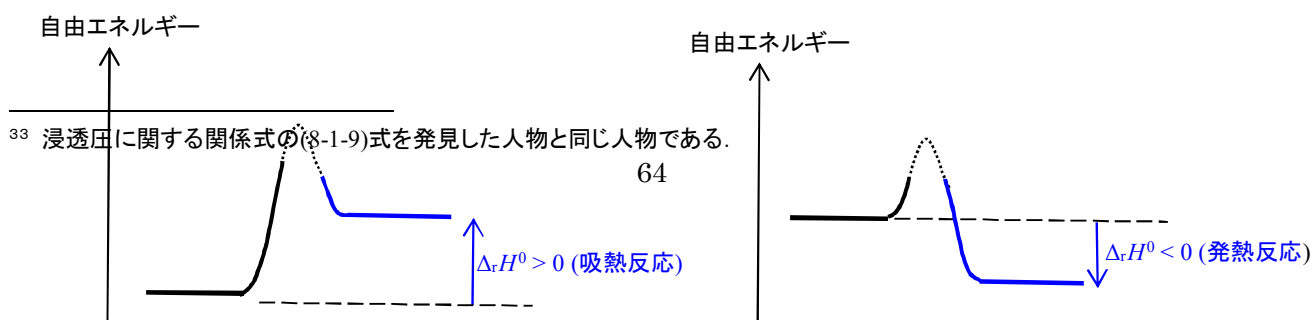 自由エネルギー
自由エネルギー
33 浸透圧に関する関係式の(8-1-9)式を発見した人物と同じ人物である.
64
ΔrH⁰ > 0 (吸熱反応)
ΔrH⁰ < 0 (発熱反応)